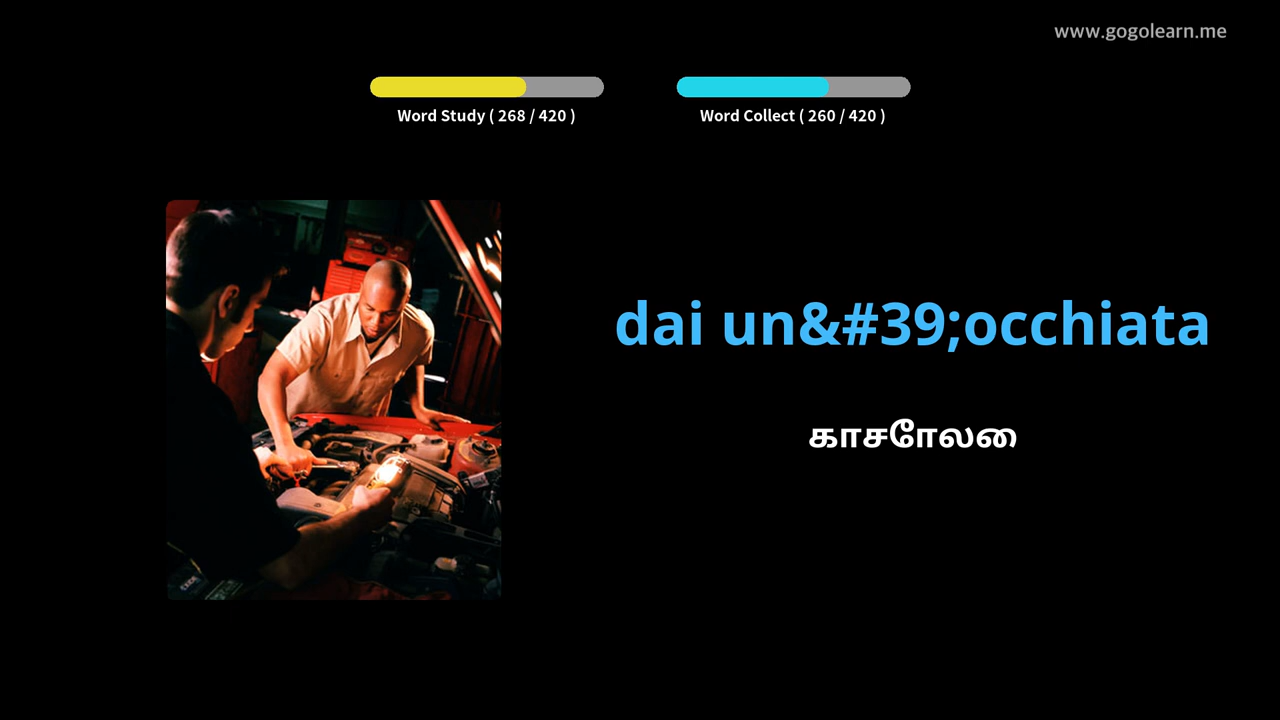 www.gogolearn.me
Word Study ( 268 / 420 )
Word Collect ( 260 / 420 )
dai un&#39;occhiata
காசோலை